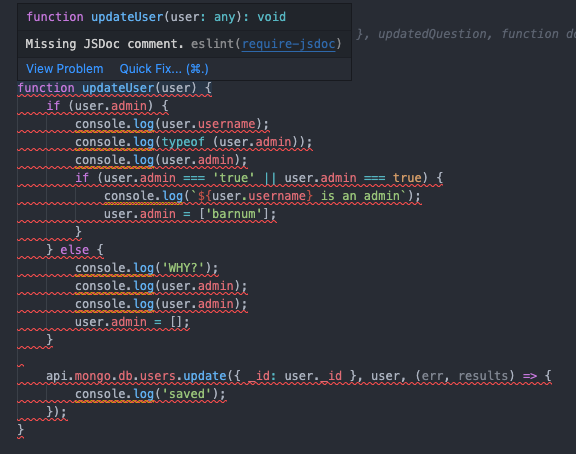 function updateUser(user: any): void
Missing JSDoc comment. eslint(require-jsdoc)
}, updatedQuestion, function do
View Problem Quick Fix... (⌘.)
function updateUser(user) {
if (user.admin) {
console.log(user.username);
console.log(typeof (user.admin));
console.log(user.admin);
if (user.admin === 'true' || user.admin === true) {
console.log(`${user.username} is an admin`);
user.admin = ['barnum'];
}
} else {
console.log('WHY?');
console.log(user.admin);
console.log(user.admin);
user.admin = [];
}
api.mongo.db.users.update({ _id: user._id }, user, (err, results) => {
console.log('saved');
});
}